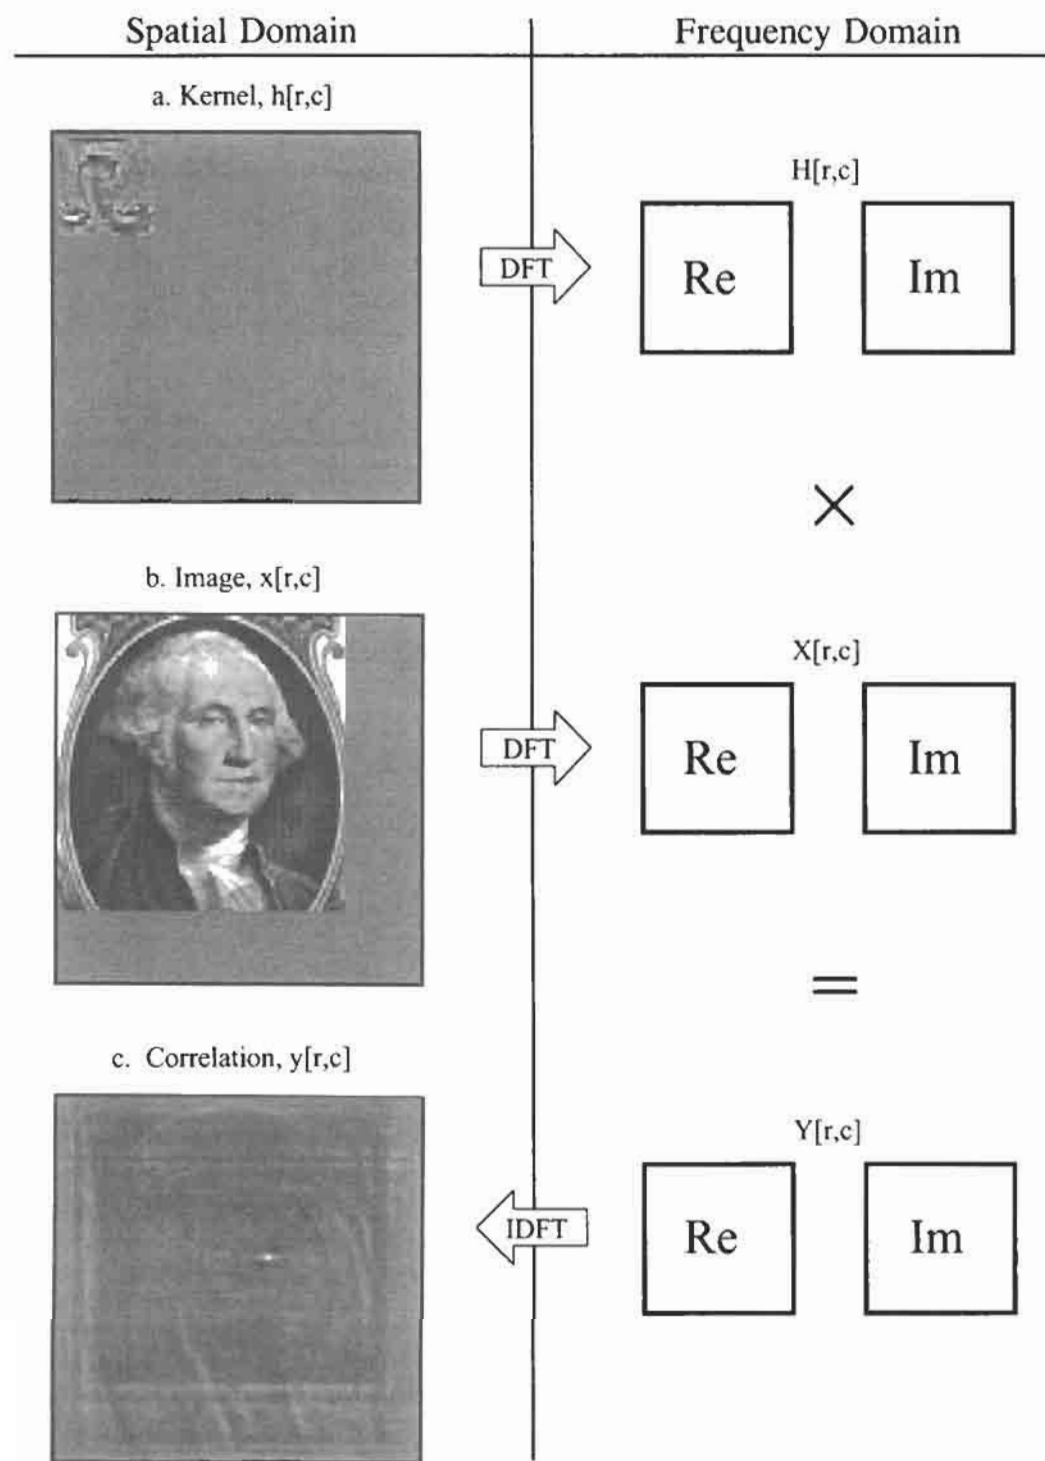 Spatial Domain
Frequency Domain
a. Kernel, h[r,c]
H[r,c]
DFT
Re
Im
×
b. Image, x[r,c]
X[r,c]
DFT
Re
Im
=
c. Correlation, y[r,c]
Y[r,c]
IDFT
Re
Im